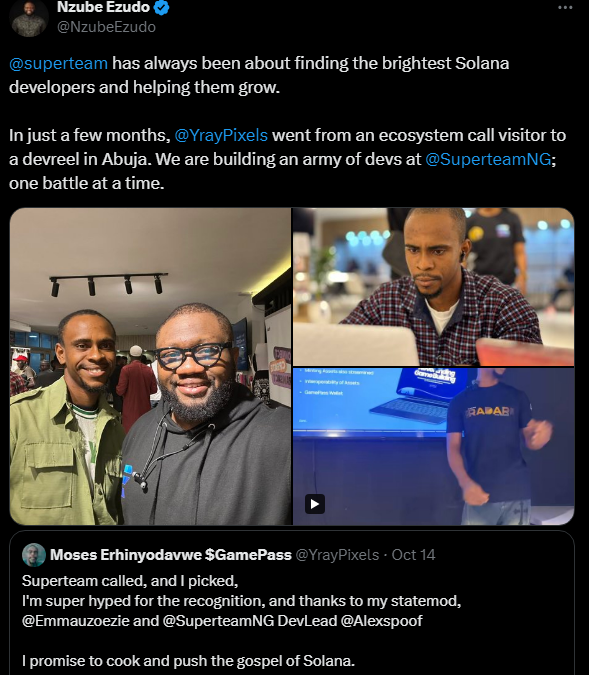 Nzube Ezudo
@NzubeEzudo
@superteam has always been about finding the brightest Solana
developers and helping them grow.
In just a few months, @YrayPixels went from an ecosystem call visitor to
a devreel in Abuja. We are building an army of devs at @SuperteamNG;
one battle at a time.
Interoperability of Assets
GamePass Wallet
RADAR
Moses Erhinyodavwe $GamePass @YrayPixels · Oct 14
Superteam called, and I picked,
I'm super hyped for the recognition, and thanks to my statemod,
@Emmauzoezie and @SuperteamNG DevLead @Alexspoof
I promise to cook and push the gospel of Solana.